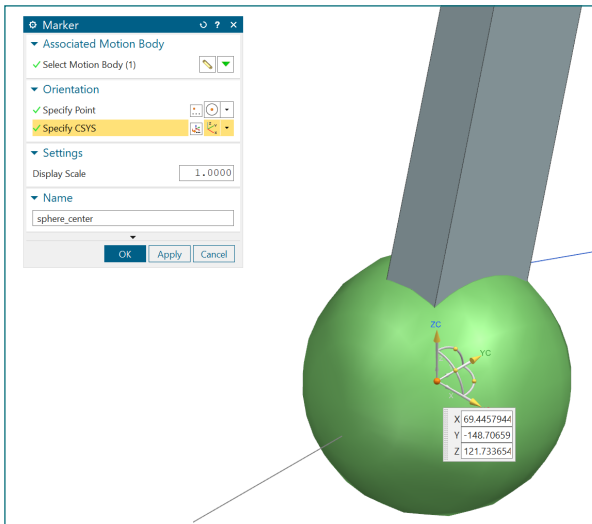 Marker
Associated Motion Body
Select Motion Body (1)
Orientation
Specify Point
Specify CSYS
Settings
Display Scale 1.0000
Name
sphere_center
OK Apply Cancel
ZC
YC
X 69.4457944
Y -148.70659
Z 121.733654